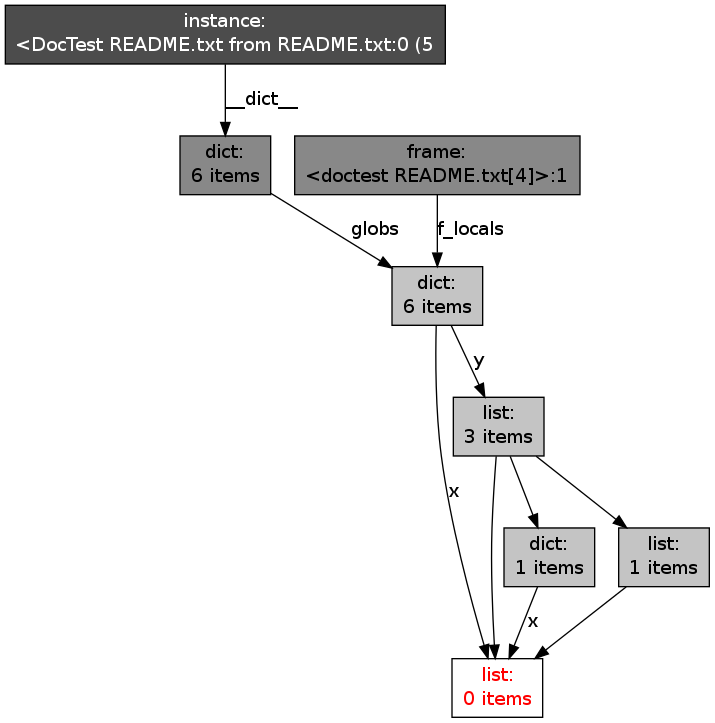 instance:
<DocTest README.txt from README.txt:0 (5
__dict__
dict:
6 items
frame:
<doctest README.txt[4]>:1
globs
f_locals
dict:
6 items
y
list:
3 items
x
dict:
1 items
list:
1 items
x
list:
0 items